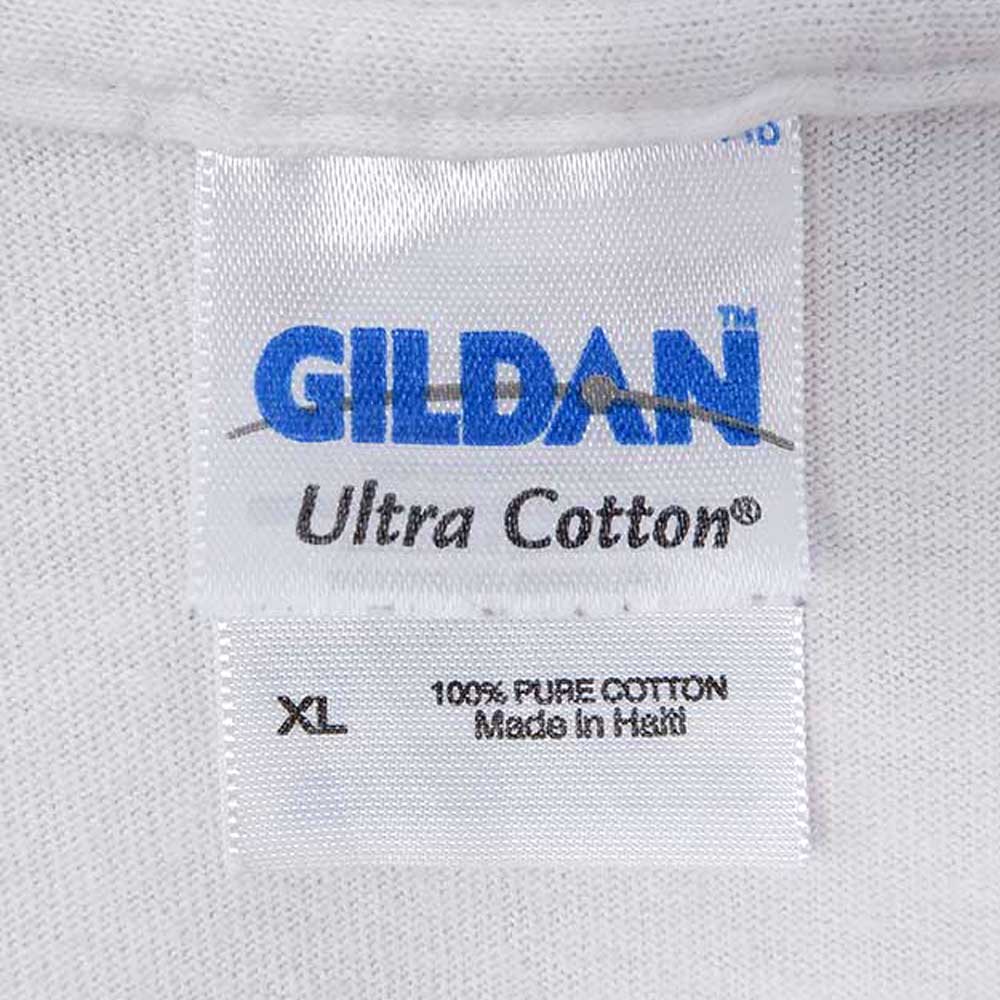 GILDAN™
Ultra Cotton®
XL
100% PURE COTTON
Made in Haiti